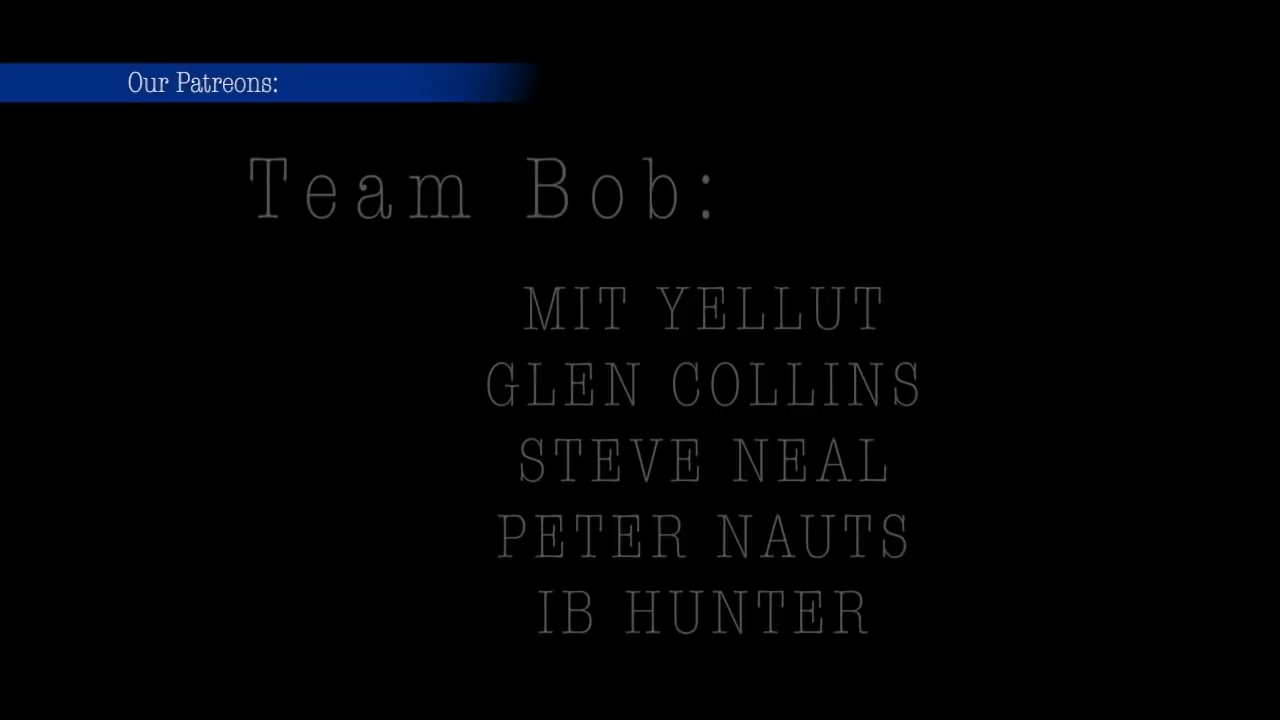 Our Patreons:
Team Bob:
MIT YELLUT
GLEN COLLINS
STEVE NEAL
PETER NAUTS
IB HUNTER